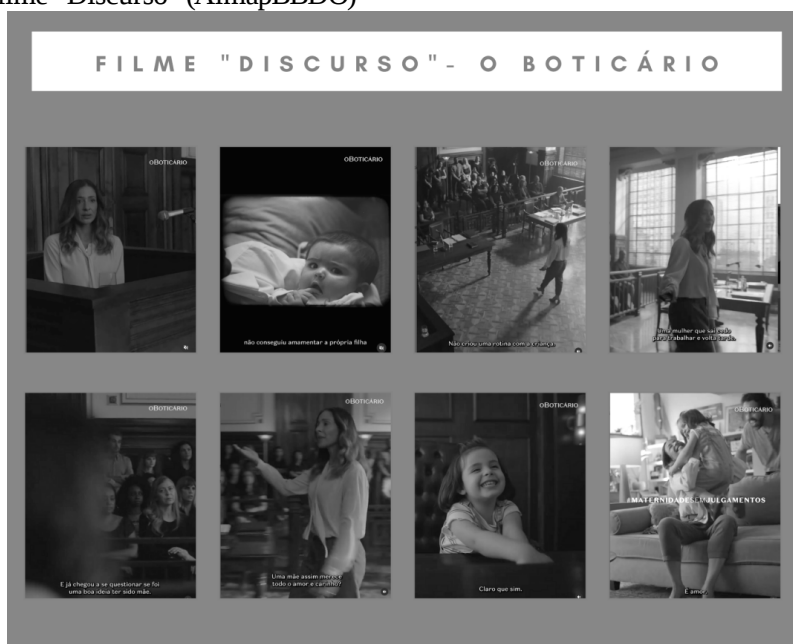 filme "Discurso" (AlmapBBDO)
FILME "DISCURSO"- O BOTICÁRIO
oBOTICÁRIO
oBOTICÁRIO
não conseguiu amamentar a própria filha
oBOTICÁRIO
Não criou uma rotina com a criança.
Uma mulher que sai cedo
para trabalhar e volta tarde.
oBOTICÁRIO
E já chegou a se questionar se foi
uma boa ideia ter sido mãe.
oBOTICÁRIO
Uma mãe assim merece
todo o amor e carinho?
oBOTICÁRIO
Claro que sim.
oBOTICÁRIO
#MATERNIDADESEMJULGAMENTOS
É amor.